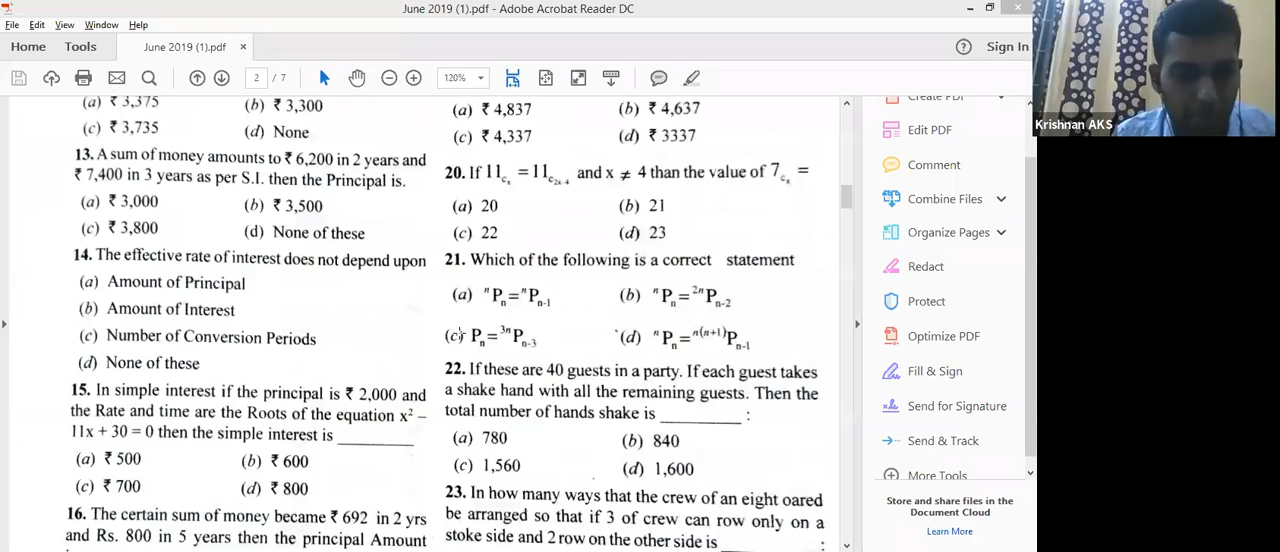 June 2019 (1).pdf - Adobe Acrobat Reader DC
File Edit View Window Help
Home Tools June 2019 (1).pdf × Sign In
2 / 7 120%
(a) ₹ 3,375 (b) ₹ 3,300
(c) ₹ 3,735 (d) None
13. A sum of money amounts to ₹ 6,200 in 2 years and
₹ 7,400 in 3 years as per S.I. then the Principal is.
(a) ₹ 3,000 (b) ₹ 3,500
(c) ₹ 3,800 (d) None of these
14. The effective rate of interest does not depend upon
(a) Amount of Principal
(b) Amount of Interest
(c) Number of Conversion Periods
(d) None of these
15. In simple interest if the principal is ₹ 2,000 and
the Rate and time are the Roots of the equation x² –
11x + 30 = 0 then the simple interest is ________
(a) ₹ 500 (b) ₹ 600
(c) ₹ 700 (d) ₹ 800
16. The certain sum of money became ₹ 692 in 2 yrs
and Rs. 800 in 5 years then the principal Amount
(a) ₹ 4,837 (b) ₹ 4,637
(c) ₹ 4,337 (d) ₹ 3337
20. If 11c_x = 11c_2x-4 and x ≠ 4 than the value of 7c_x =
(a) 20 (b) 21
(c) 22 (d) 23
21. Which of the following is a correct statement
(a) ⁿPₙ = ⁿPₙ₋₁ (b) ⁿPₙ = ²ⁿPₙ₋₂
(c) Pₙ = ³ⁿPₙ₋₃ (d) ⁿPₙ = ⁿ⁽ⁿ⁺¹⁾Pₙ₋₁
22. If these are 40 guests in a party. If each guest takes
a shake hand with all the remaining guests. Then the
total number of hands shake is ________ :
(a) 780 (b) 840
(c) 1,560 (d) 1,600
23. In how many ways that the crew of an eight oared
be arranged so that if 3 of crew can row only on a
stoke side and 2 row on the other side is ________ :
Create PDF
Edit PDF
Comment
Combine Files
Organize Pages
Redact
Protect
Optimize PDF
Fill & Sign
Send for Signature
Send & Track
More Tools
Store and share files in the
Document Cloud
Learn More
Krishnan AKS